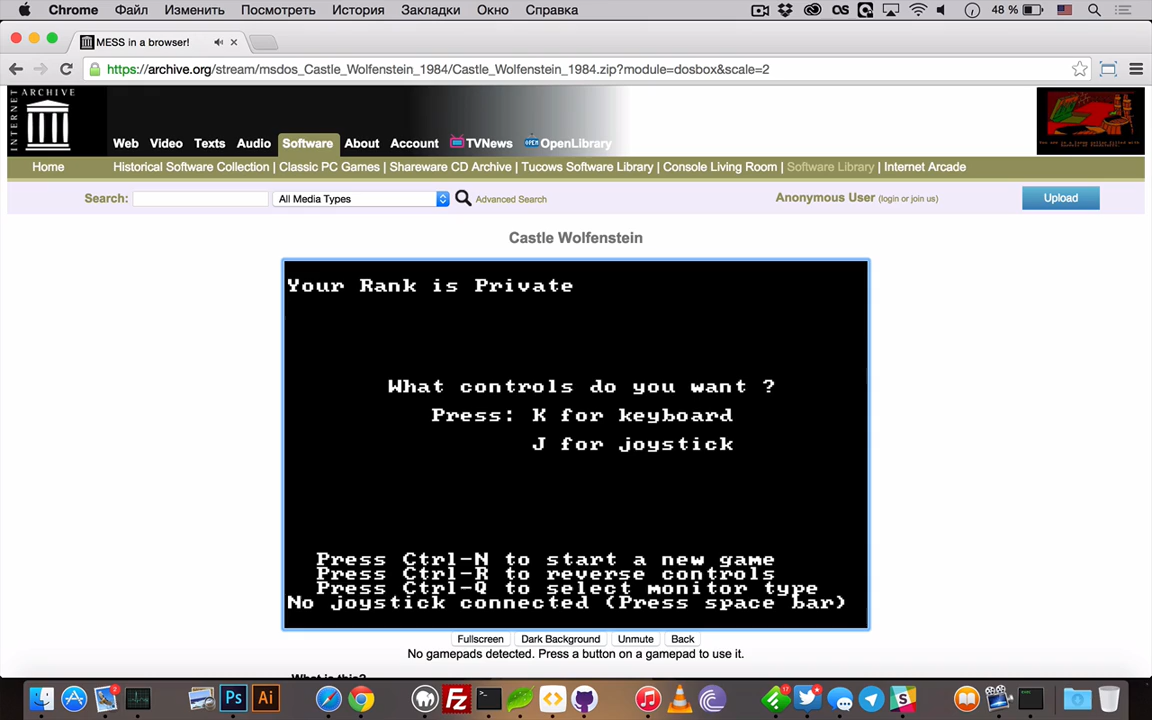 Chrome Файл Изменить Посмотреть История Закладки Окно Справка 48 %
MESS in a browser!
https://archive.org/stream/msdos_Castle_Wolfenstein_1984/Castle_Wolfenstein_1984.zip?module=dosbox&scale=2
INTERNET ARCHIVE
Web Video Texts Audio Software About Account TVNews OpenLibrary
Home Historical Software Collection | Classic PC Games | Shareware CD Archive | Tucows Software Library | Console Living Room | Software Library | Internet Arcade
Search: All Media Types Advanced Search Anonymous User (login or join us) Upload
Castle Wolfenstein
Your Rank is Private
What controls do you want ?
Press: K for keyboard
J for joystick
Press Ctrl-N to start a new game
Press Ctrl-R to reverse controls
Press Ctrl-Q to select monitor type
No joystick connected (Press space bar)
Fullscreen Dark Background Unmute Back
No gamepads detected. Press a button on a gamepad to use it.
What is this?
Ps Ai Fz